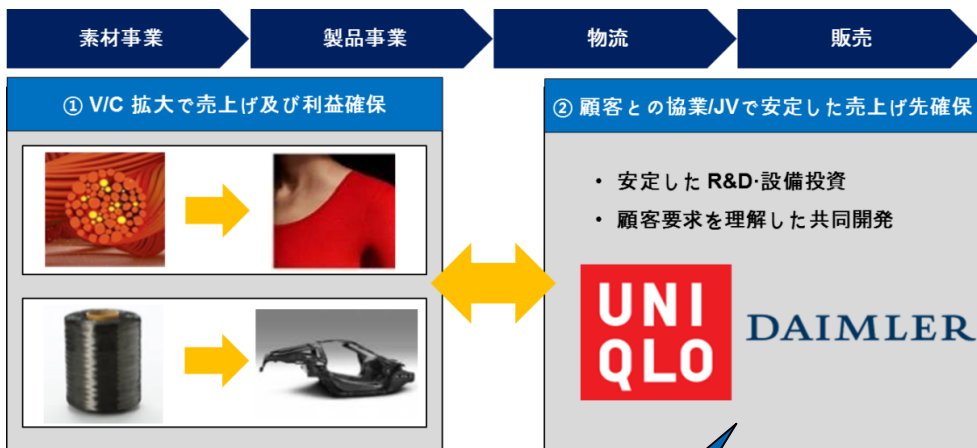 素材事業
製品事業
物流
販売
① V/C 拡大で売上げ及び利益確保
② 顧客との協業/JVで安定した売上げ先確保
・ 安定した R&D·設備投資
・ 顧客要求を理解した共同開発
UNI
QLO
DAIMLER